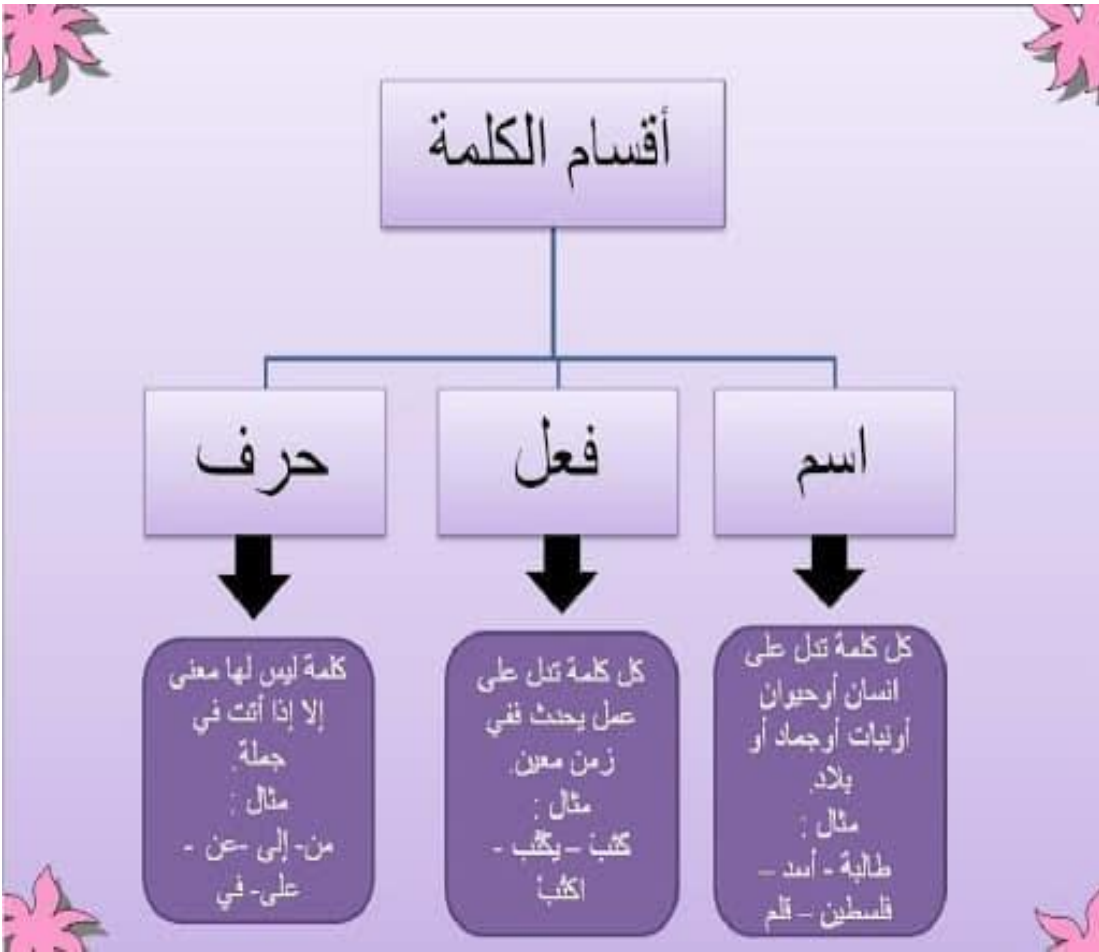 أقسام الكلمة
اسم
فعل
حرف
كل كلمة تدل على
انسان أوحيوان
أونبات أوجماد أو
بلاد.
مثال :
طالبة - أسد –
فلسطين – قلم
كل كلمة تدل على
عمل يحدث ففي
زمن معين.
مثال :
كتب – يكتب -
اكتب
كلمة ليس لها معنى
إلا إذا أتت في
جملة.
مثال :
من- إلى -عن -
على- في